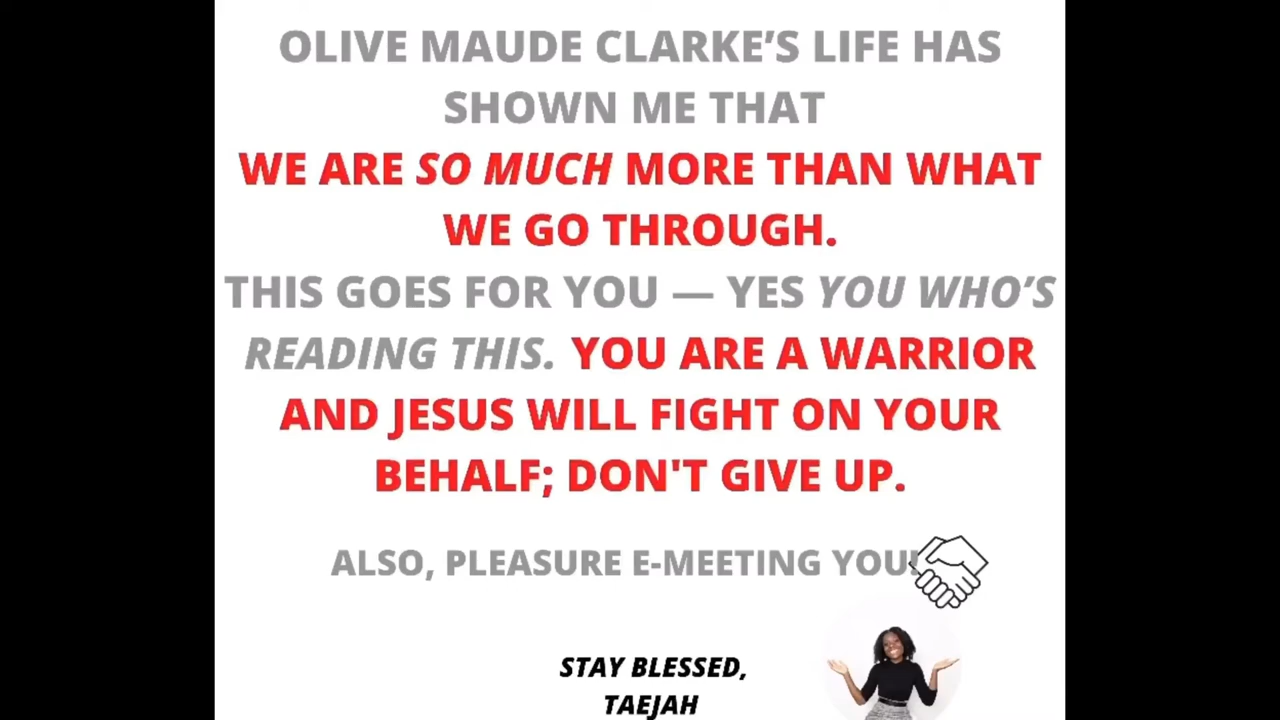 OLIVE MAUDE CLARKE’S LIFE HAS
SHOWN ME THAT
WE ARE SO MUCH MORE THAN WHAT
WE GO THROUGH.
THIS GOES FOR YOU — YES YOU WHO’S
READING THIS. YOU ARE A WARRIOR
AND JESUS WILL FIGHT ON YOUR
BEHALF; DON'T GIVE UP.
ALSO, PLEASURE E-MEETING YOU!
STAY BLESSED,
TAEJAH